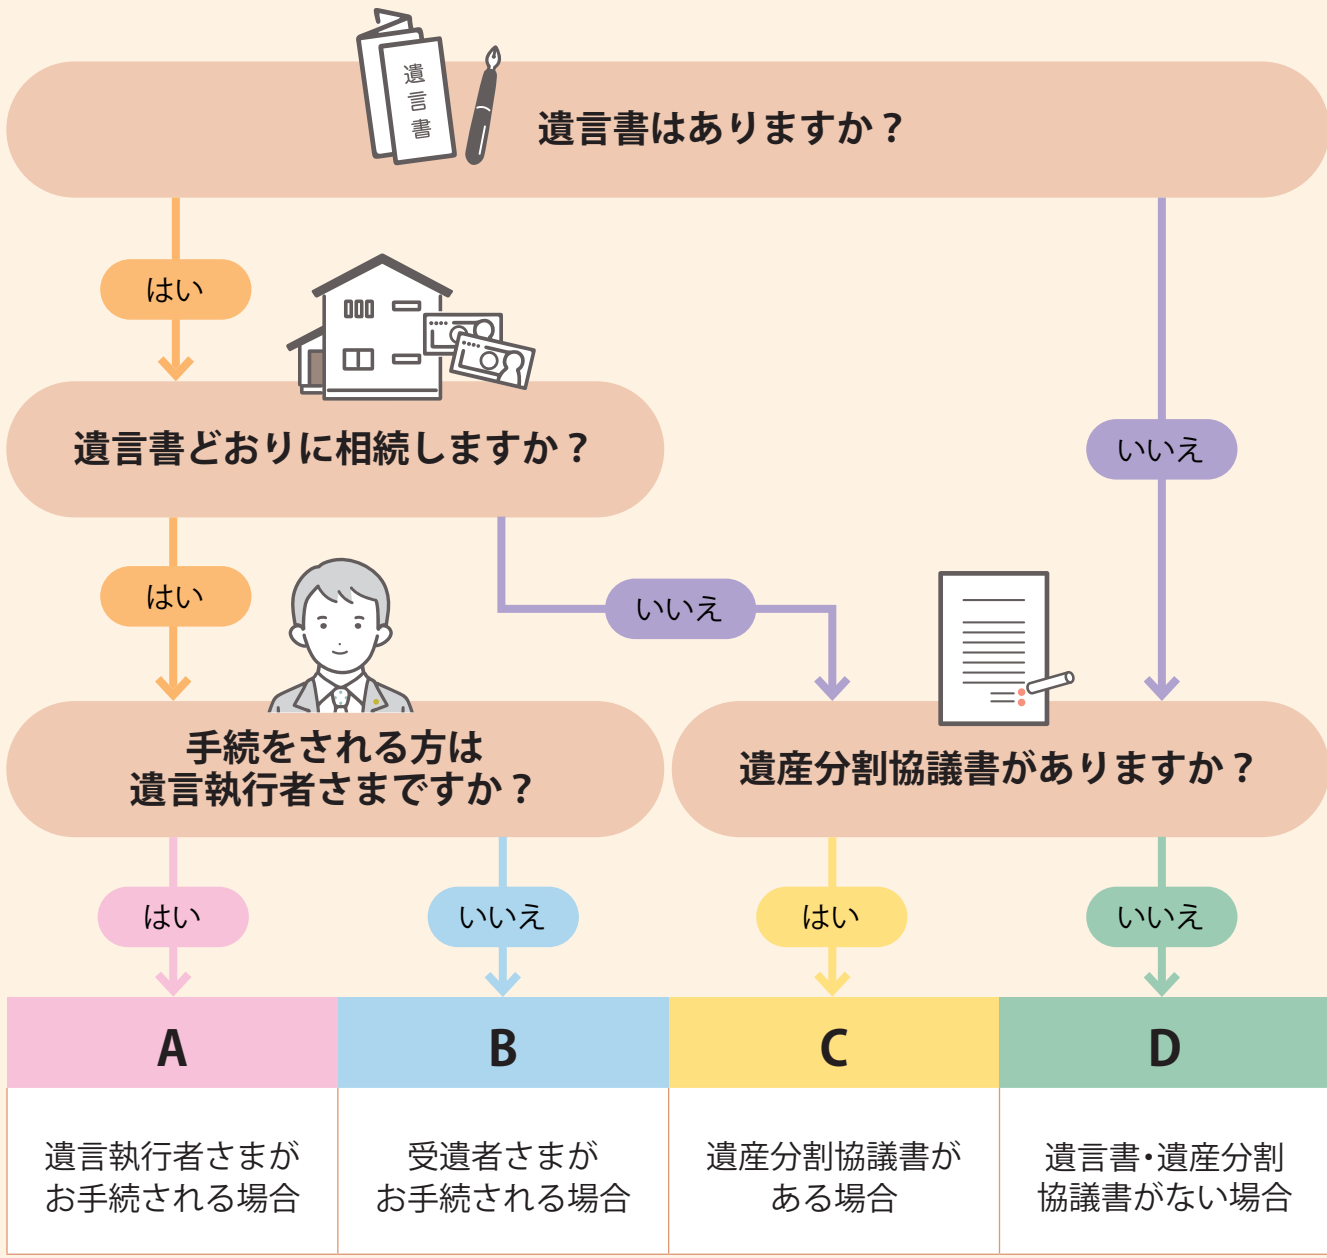 遺言書
遺言書はありますか？
はい
いいえ
遺言書どおりに相続しますか？
はい
いいえ
手続をされる方は
遺言執行者さまですか？
遺産分割協議書がありますか？
はい
いいえ
はい
いいえ
A
B
C
D
遺言執行者さまが
お手続される場合
受遺者さまが
お手続される場合
遺産分割協議書が
ある場合
遺言書・遺産分割
協議書がない場合